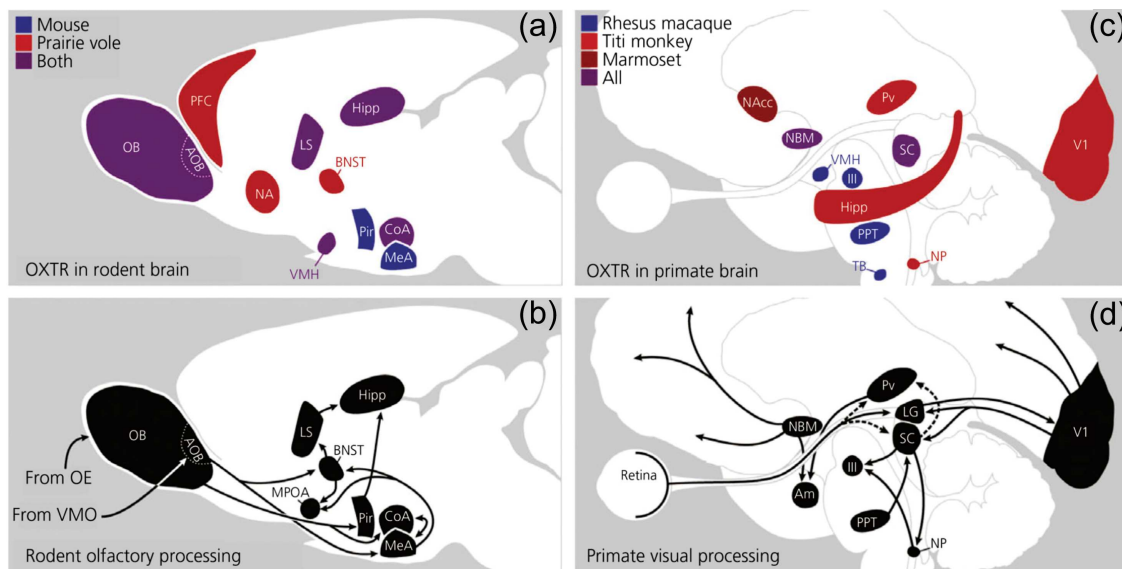 Mouse
Prairie vole
Both
(a)
PFC
OB
AOB
Hipp
LS
BNST
NA
Pir
CoA
MeA
VMH
OXTR in rodent brain
Rhesus macaque
Titi monkey
Marmoset
All
(c)
NAcc
Pv
NBM
SC
V1
VMH
III
Hipp
PPT
TB
NP
OXTR in primate brain
(b)
Hipp
LS
OB
AOB
BNST
From OE
MPOA
From VMO
Pir
CoA
MeA
Rodent olfactory processing
(d)
Pv
LG
NBM
SC
V1
Retina
III
Am
PPT
NP
Primate visual processing